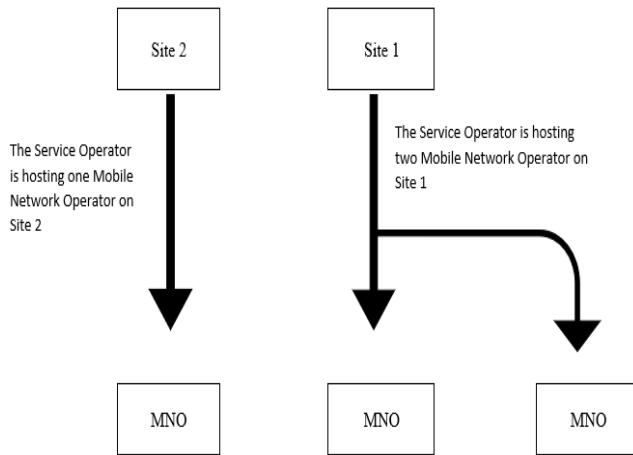 Site 2
Site 1
The Service Operator
is hosting one Mobile
Network Operator on
Site 2
The Service Operator is hosting
two Mobile Network Operator on
Site 1
MNO
MNO
MNO